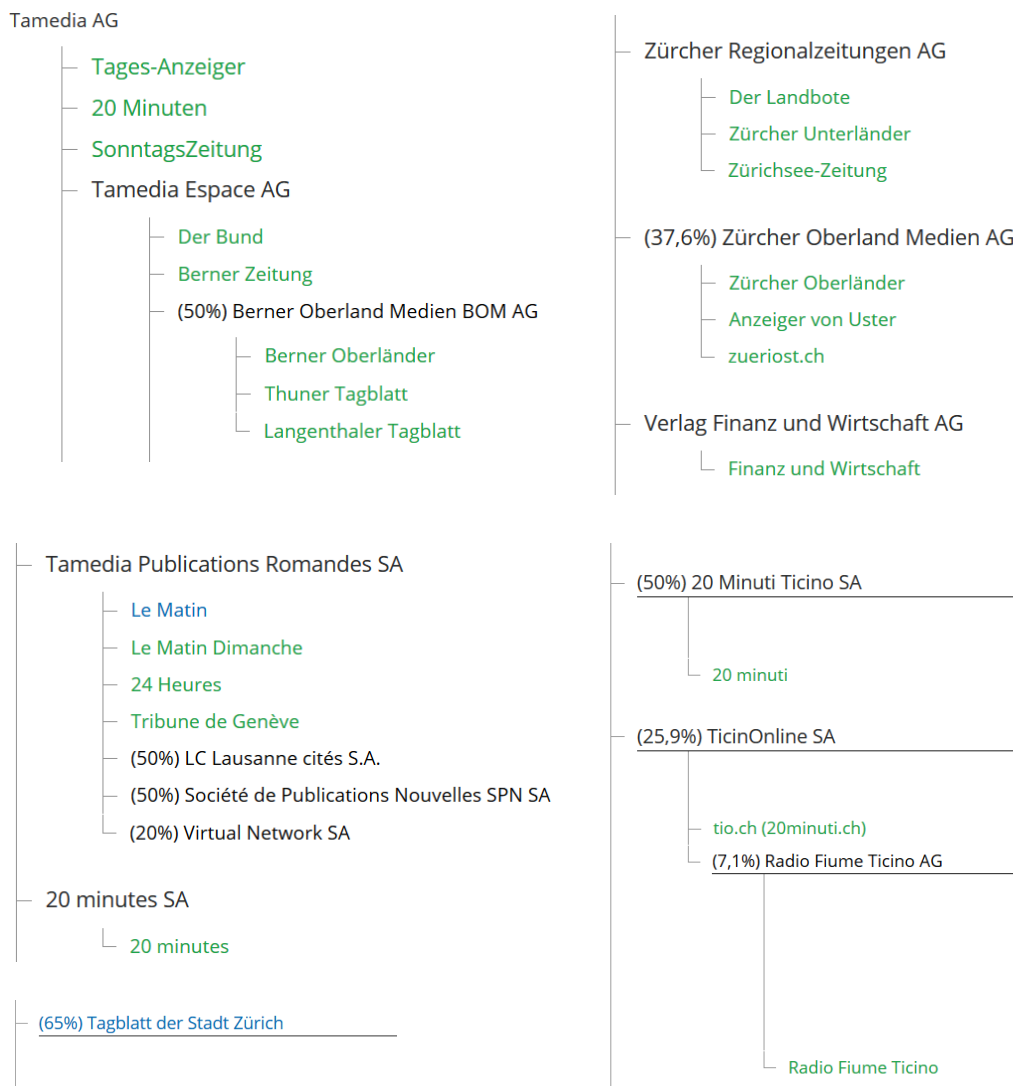 Tamedia AG
Tages-Anzeiger
20 Minuten
SonntagsZeitung
Tamedia Espace AG
Der Bund
Berner Zeitung
(50%) Berner Oberland Medien BOM AG
Berner Oberländer
Thuner Tagblatt
Langenthaler Tagblatt
Zürcher Regionalzeitungen AG
Der Landbote
Zürcher Unterländer
Zürichsee-Zeitung
(37,6%) Zürcher Oberland Medien AG
Zürcher Oberländer
Anzeiger von Uster
zueriost.ch
Verlag Finanz und Wirtschaft AG
Finanz und Wirtschaft
Tamedia Publications Romandes SA
Le Matin
Le Matin Dimanche
24 Heures
Tribune de Genève
(50%) LC Lausanne cités S.A.
(50%) Société de Publications Nouvelles SPN SA
(20%) Virtual Network SA
20 minutes SA
20 minutes
(65%) Tagblatt der Stadt Zürich
(50%) 20 Minuti Ticino SA
20 minuti
(25,9%) TicinOnline SA
tio.ch (20minuti.ch)
(7,1%) Radio Fiume Ticino AG
Radio Fiume Ticino